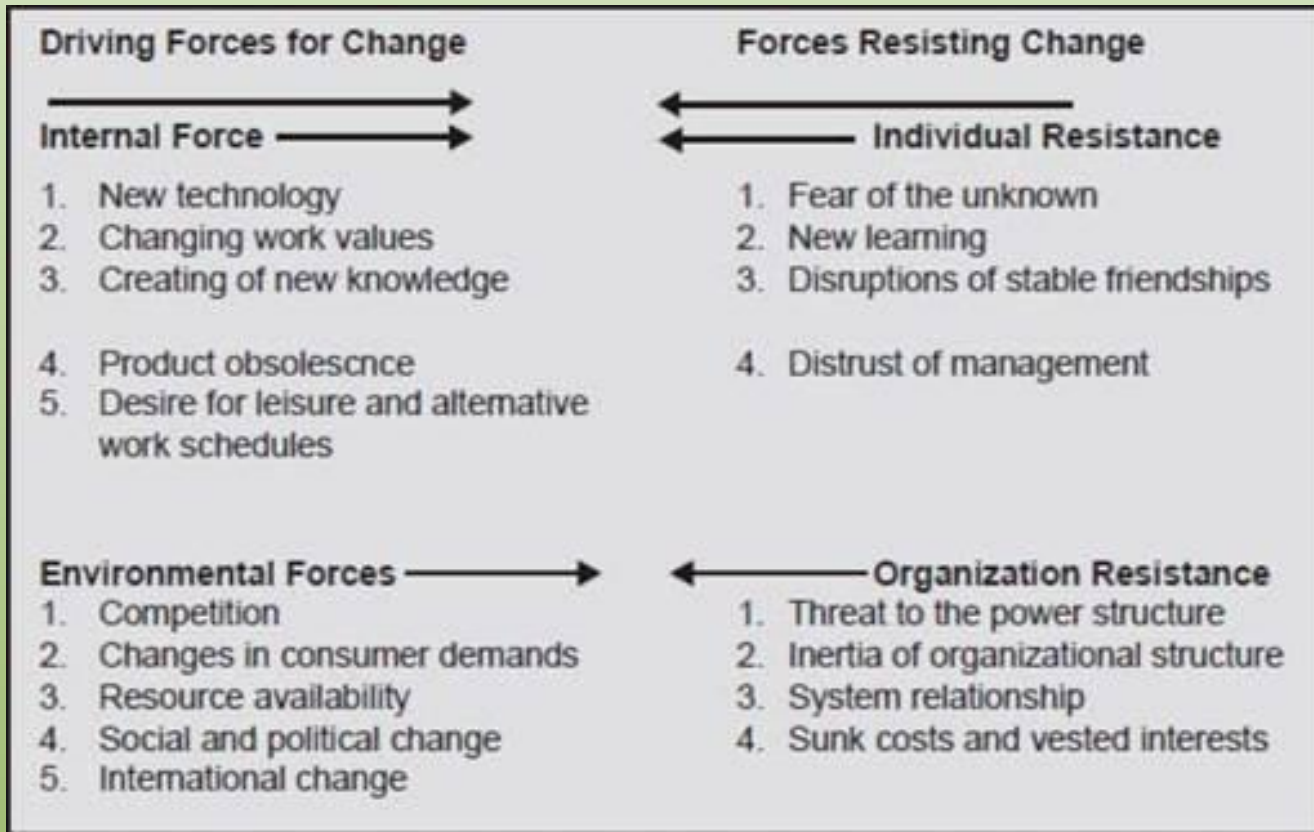 Driving Forces for Change
Forces Resisting Change
Internal Force
Individual Resistance
1. New technology
2. Changing work values
3. Creating of new knowledge
4. Product obsolescnce
5. Desire for leisure and alternative
work schedules
1. Fear of the unknown
2. New learning
3. Disruptions of stable friendships
4. Distrust of management
Environmental Forces
1. Competition
2. Changes in consumer demands
3. Resource availability
4. Social and political change
5. International change
Organization Resistance
1. Threat to the power structure
2. Inertia of organizational structure
3. System relationship
4. Sunk costs and vested interests